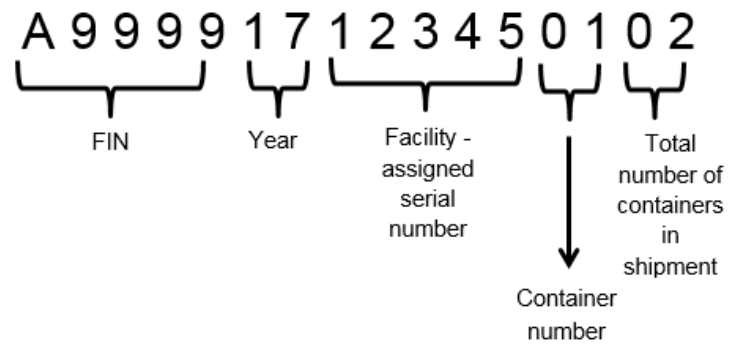 A 9 9 9 9 1 7 1 2 3 4 5 0 1 0 2
FIN
Year
Facility -
assigned
serial
number
Total
number of
containers
in
shipment
Container
number